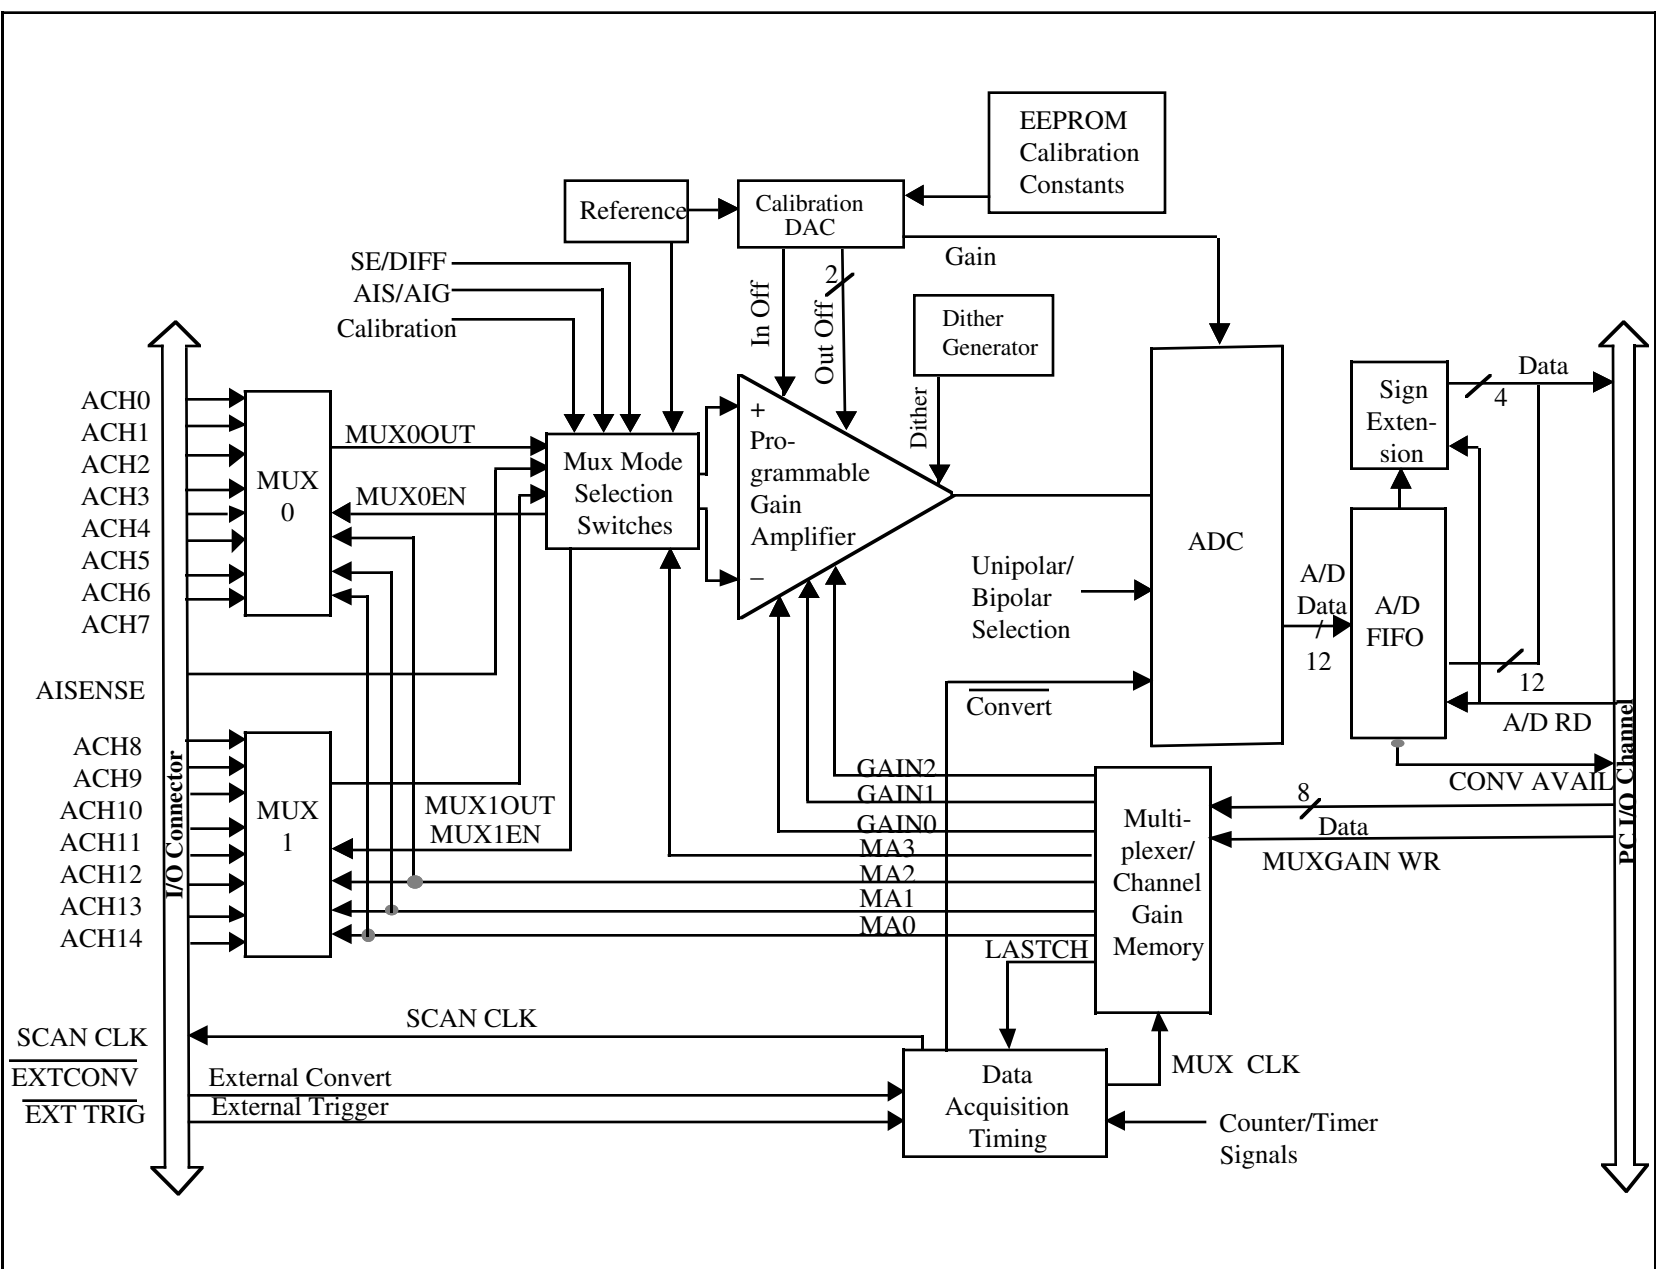 EEPROM
Calibration
Constants
Reference
Calibration
DAC
Gain
SE/DIFF
AIS/AIG
Calibration
In Off
2
Out Off
Dither
Generator
Dither
ACH0
ACH1
ACH2
ACH3
ACH4
ACH5
ACH6
ACH7
MUX
0
MUX0OUT
MUX0EN
Mux Mode
Selection
Switches
+
Pro-
grammable
Gain
Amplifier
–
ADC
Unipolar/
Bipolar
Selection
Convert
A/D
Data
/
12
A/D
FIFO
Sign
Exten-
sion
Data
4
12
A/D RD
CONV AVAIL
PC I/O Channel
8
Data
MUXGAIN WR
AISENSE
I/O Connector
ACH8
ACH9
ACH10
ACH11
ACH12
ACH13
ACH14
MUX
1
MUX1OUT
MUX1EN
GAIN2
GAIN1
GAIN0
MA3
MA2
MA1
MA0
LASTCH
Multi-
plexer/
Channel
Gain
Memory
SCAN CLK
SCAN CLK
EXTCONV
External Convert
EXT TRIG
External Trigger
Data
Acquisition
Timing
MUX CLK
Counter/Timer
Signals